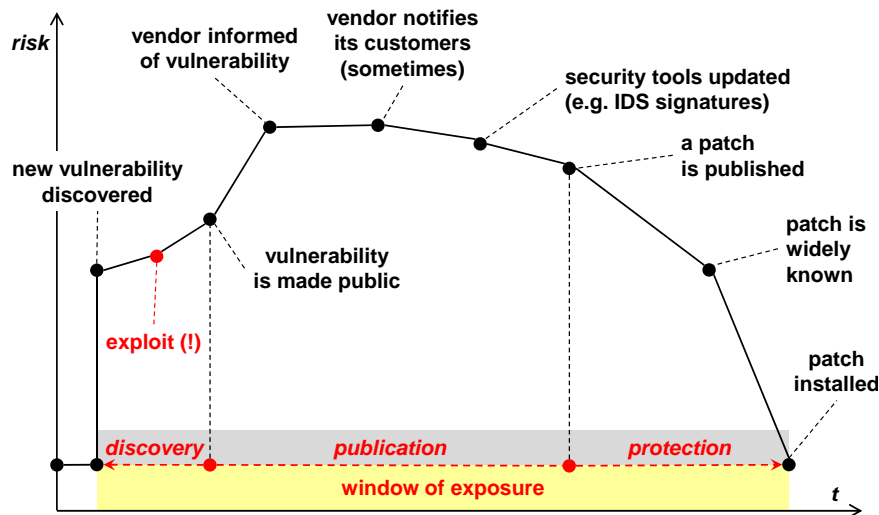 risk
vendor informed
of vulnerability
vendor notifies
its customers
(sometimes)
security tools updated
(e.g. IDS signatures)
a patch
is published
new vulnerability
discovered
vulnerability
is made public
patch is
widely
known
exploit (!)
patch
installed
discovery
publication
protection
window of exposure
t